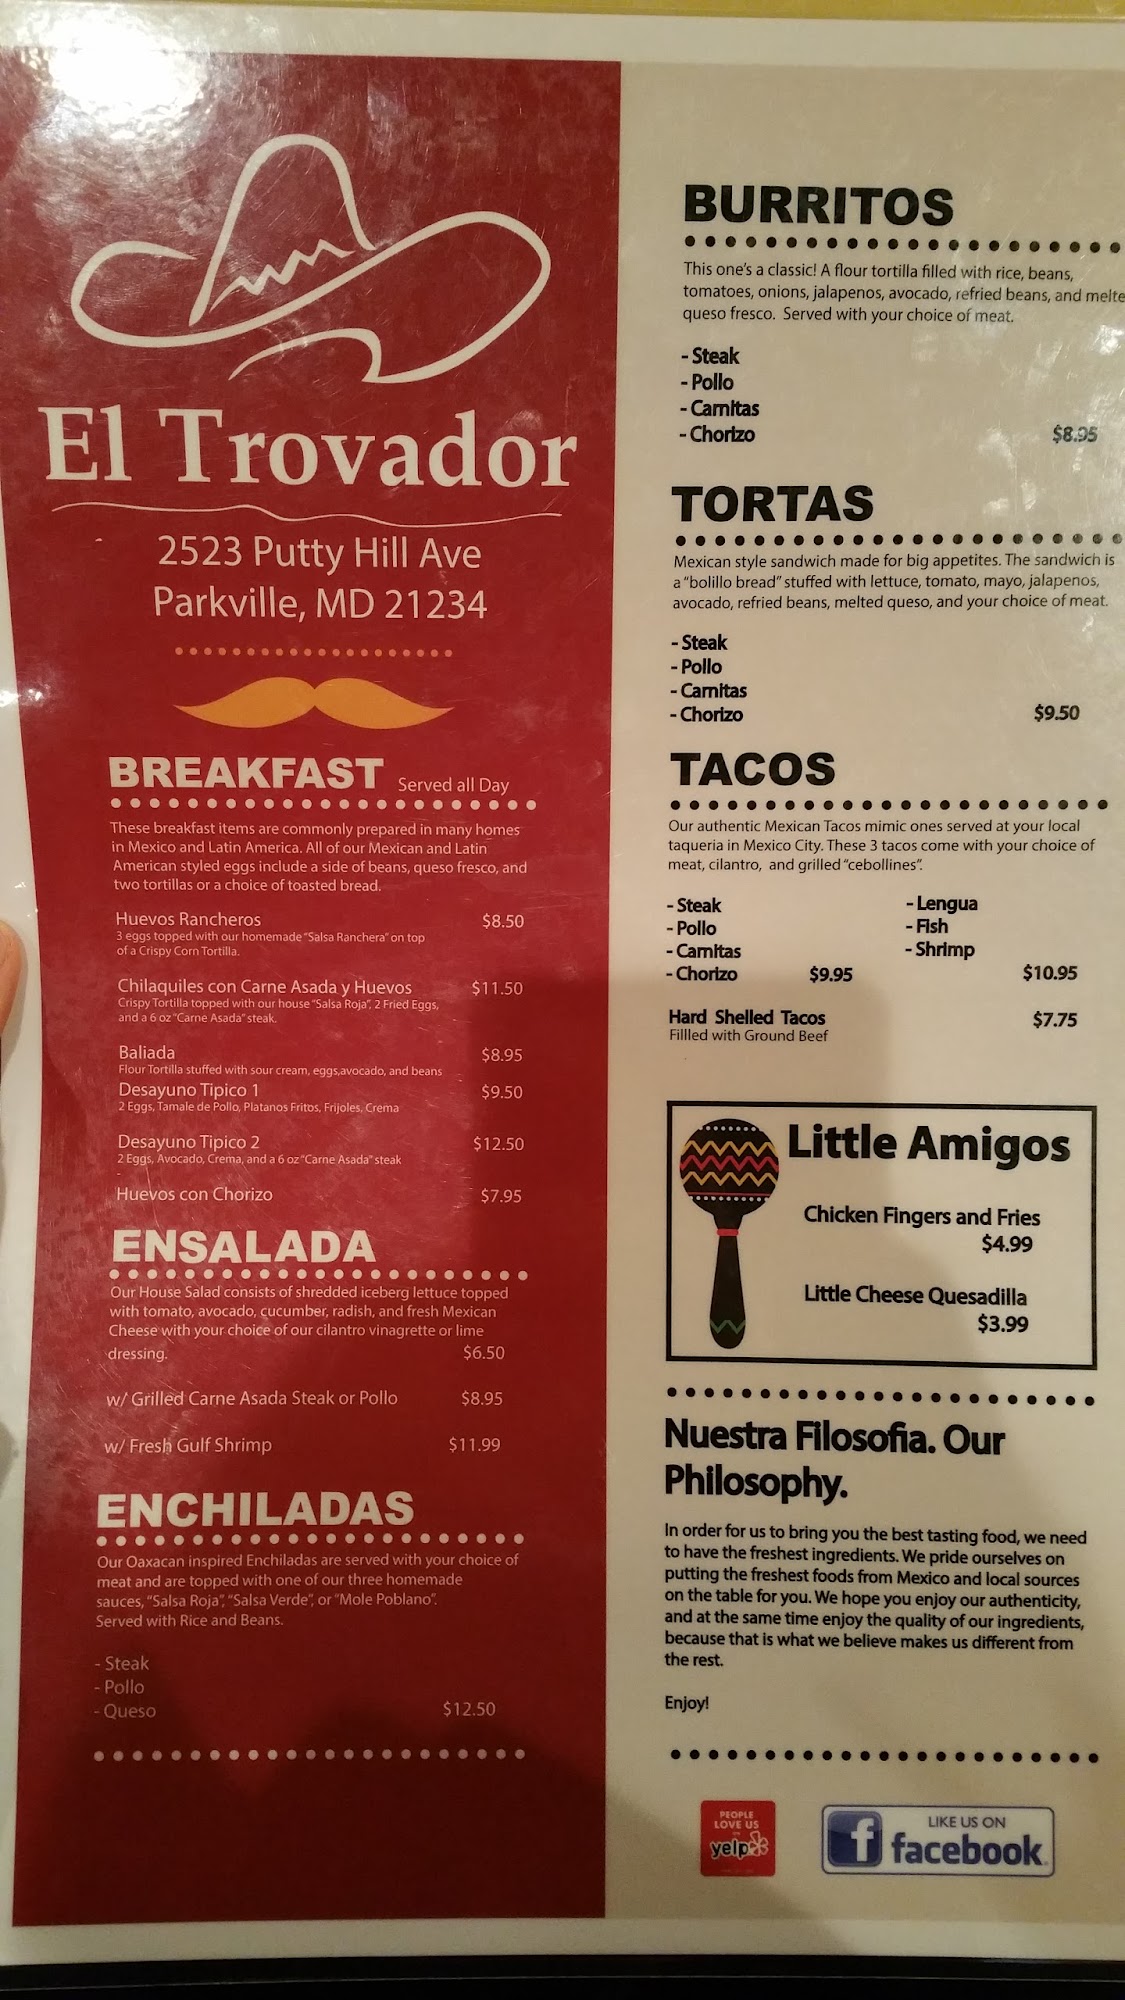 El Trovador
2523 Putty Hill Ave
Parkville, MD 21234
BREAKFAST Served all Day
These breakfast items are commonly prepared in many homes
in Mexico and Latin America. All of our Mexican and Latin
American styled eggs include a side of beans, queso fresco, and
two tortillas or a choice of toasted bread.
Huevos Rancheros $8.50
3 eggs topped with our homemade "Salsa Ranchera" on top
of a Crispy Corn Tortilla.
Chilaquiles con Carne Asada y Huevos $11.50
Crispy Tortilla topped with our house "Salsa Roja", 2 Fried Eggs,
and a 6 oz "Carne Asada" steak.
Baliada $8.95
Flour Tortilla stuffed with sour cream, eggs,avocado, and beans
Desayuno Tipico 1 $9.50
2 Eggs, Tamale de Pollo, Platanos Fritos, Frijoles, Crema
Desayuno Tipico 2 $12.50
2 Eggs, Avocado, Crema, and a 6 oz "Carne Asada" steak
-
Huevos con Chorizo $7.95
ENSALADA
Our House Salad consists of shredded iceberg lettuce topped
with tomato, avocado, cucumber, radish, and fresh Mexican
Cheese with your choice of our cilantro vinagrette or lime
dressing. $6.50
w/ Grilled Carne Asada Steak or Pollo $8.95
w/ Fresh Gulf Shrimp $11.99
ENCHILADAS
Our Oaxacan inspired Enchiladas are served with your choice of
meat and are topped with one of our three homemade
sauces, "Salsa Roja", "Salsa Verde", or "Mole Poblano".
Served with Rice and Beans.
- Steak
- Pollo
- Queso $12.50
BURRITOS
This one's a classic! A flour tortilla filled with rice, beans,
tomatoes, onions, jalapenos, avocado, refried beans, and melte
queso fresco. Served with your choice of meat.
- Steak
- Pollo
- Carnitas
- Chorizo $8.95
TORTAS
Mexican style sandwich made for big appetites. The sandwich is
a "bolillo bread" stuffed with lettuce, tomato, mayo, jalapenos,
avocado, refried beans, melted queso, and your choice of meat.
- Steak
- Pollo
- Carnitas
- Chorizo $9.50
TACOS
Our authentic Mexican Tacos mimic ones served at your local
taqueria in Mexico City. These 3 tacos come with your choice of
meat, cilantro, and grilled "cebollines".
- Steak - Lengua
- Pollo - Fish
- Carnitas - Shrimp
- Chorizo $9.95 $10.95
Hard Shelled Tacos $7.75
Fillled with Ground Beef
Little Amigos
Chicken Fingers and Fries
$4.99
Little Cheese Quesadilla
$3.99
Nuestra Filosofia. Our
Philosophy.
In order for us to bring you the best tasting food, we need
to have the freshest ingredients. We pride ourselves on
putting the freshest foods from Mexico and local sources
on the table for you. We hope you enjoy our authenticity,
and at the same time enjoy the quality of our ingredients,
because that is what we believe makes us different from
the rest.
Enjoy!
PEOPLE
LOVE US
ON
yelp
LIKE US ON
f facebook